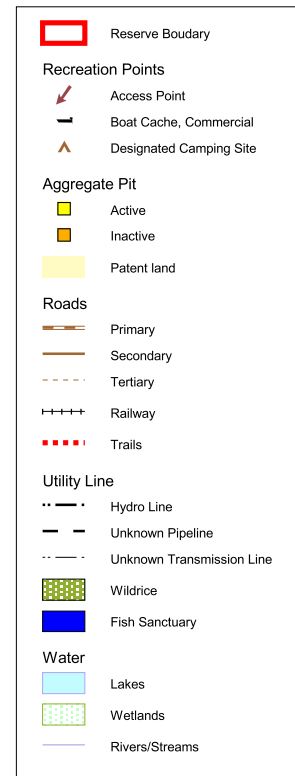 Reserve Boudary
Recreation Points
Access Point
Boat Cache, Commercial
Designated Camping Site
Aggregate Pit
Active
Inactive
Patent land
Roads
Primary
Secondary
Tertiary
Railway
Trails
Utility Line
Hydro Line
Unknown Pipeline
Unknown Transmission Line
Wildrice
Fish Sanctuary
Water
Lakes
Wetlands
Rivers/Streams